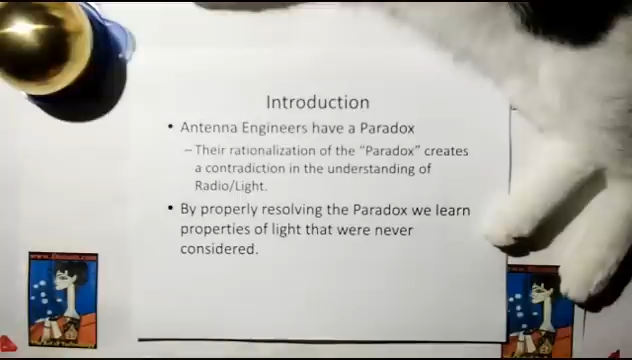 Introduction
• Antenna Engineers have a Paradox
– Their rationalization of the “Paradox” creates
a contradiction in the understanding of
Radio/Light.
• By properly resolving the Paradox we learn
properties of light that were never
considered.